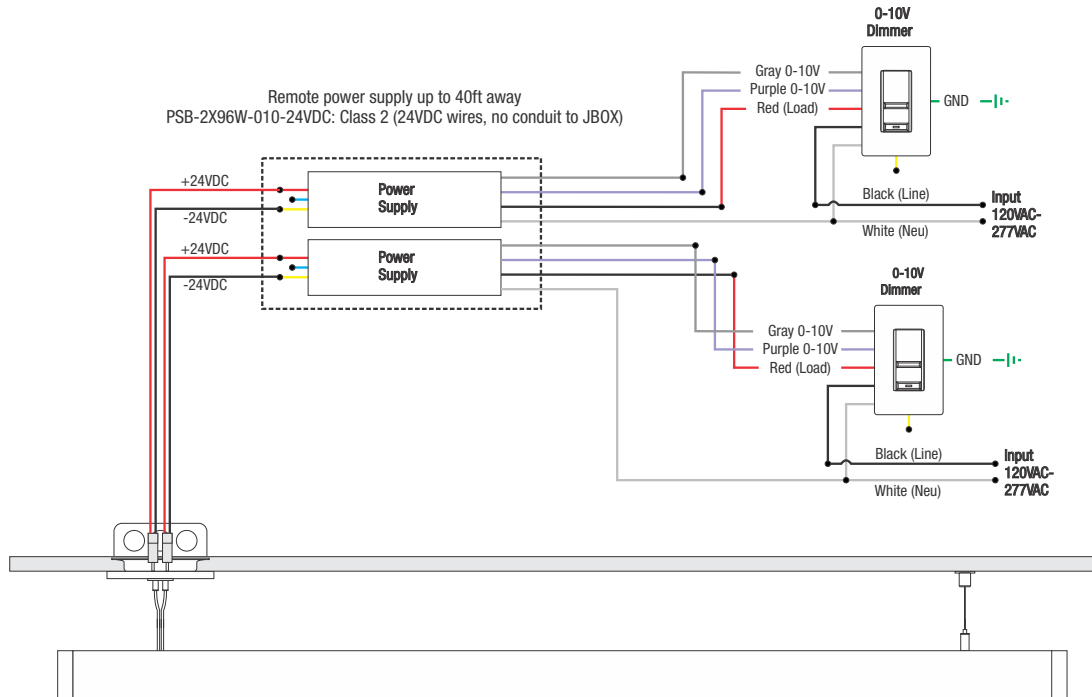 0-10V
Dimmer
Gray 0-10V
Purple 0-10V
Red (Load)
GND
Remote power supply up to 40ft away
PSB-2X96W-010-24VDC: Class 2 (24VDC wires, no conduit to JBOX)
+24VDC
-24VDC
Power
Supply
Black (Line)
White (Neu)
Input
120VAC-
277VAC
+24VDC
-24VDC
Power
Supply
0-10V
Dimmer
Gray 0-10V
Purple 0-10V
Red (Load)
GND
Black (Line)
White (Neu)
Input
120VAC-
277VAC